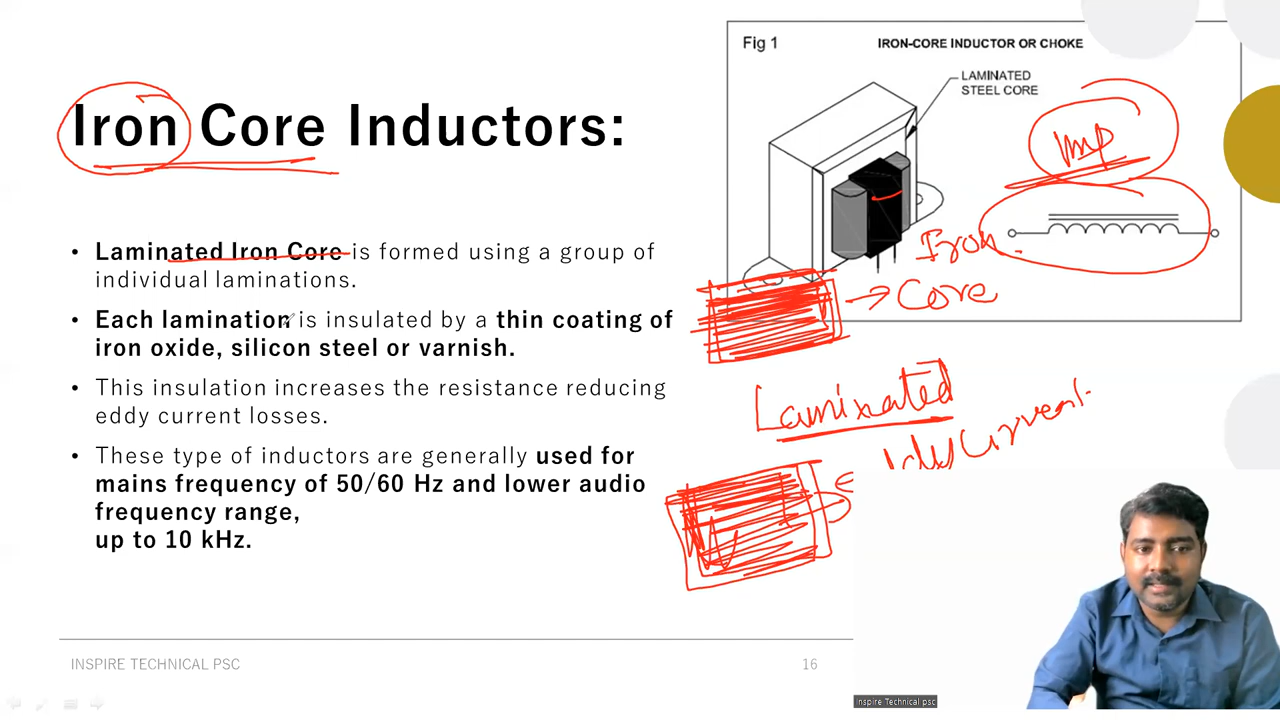 Iron Core Inductors:
• Laminated Iron Core is formed using a group of
individual laminations.
• Each lamination is insulated by a thin coating of
iron oxide, silicon steel or varnish.
• This insulation increases the resistance reducing
eddy current losses.
• These type of inductors are generally used for
mains frequency of 50/60 Hz and lower audio
frequency range,
up to 10 kHz.
Fig 1
IRON-CORE INDUCTOR OR CHOKE
LAMINATED
STEEL CORE
Imp
Iron
Core
Laminated
Current
INSPIRE TECHNICAL PSC
16
Inspire Technical psc